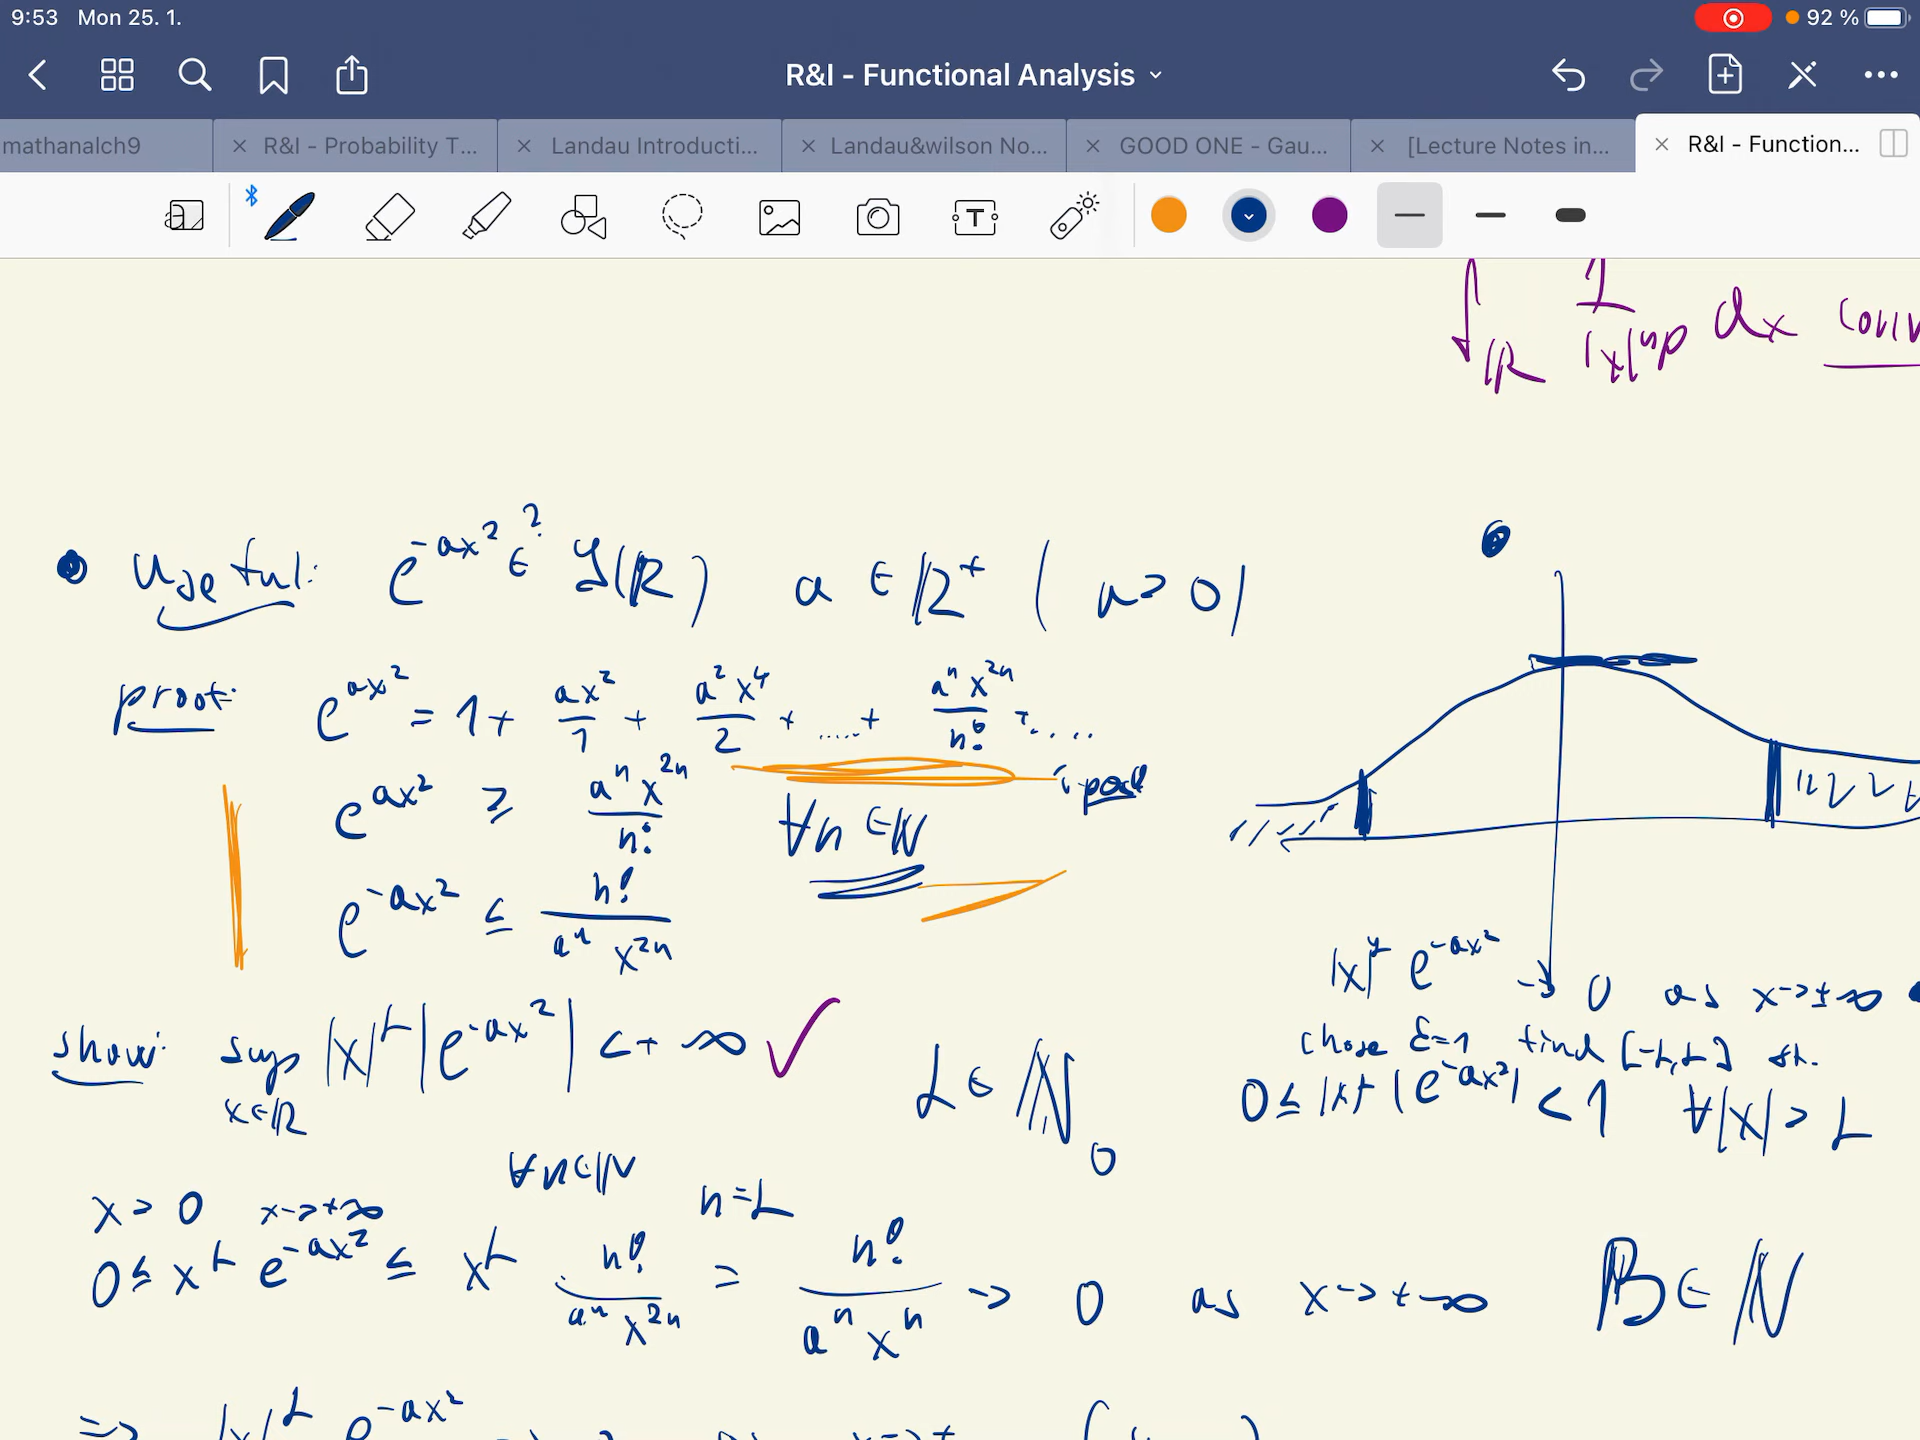 9:53 Mon 25. 1. 92 %
R&I - Functional Analysis
mathanalch9 × R&I - Probability T... × Landau Introducti... × Landau&wilson No... × GOOD ONE - Gau... × [Lecture Notes in... × R&I - Function...
∫_ℝ 1/|x|^{np} dx conv
• Useful: e^{-ax²} ∈^? 𝒮(ℝ) a ∈ ℝ⁺ (a > 0)
proof: e^{ax²} = 1 + ax²/1 + a²x⁴/2 + ..... + aⁿx²ⁿ/n! + ....
e^{ax²} ≥ aⁿx²ⁿ/n! ∀n ∈ ℕ
e^{-ax²} ≤ n!/(aⁿ x²ⁿ)
|x|^L e^{-ax²} → 0 as x → ±∞
show: sup_{x∈ℝ} |x|^L |e^{-ax²}| < +∞ ✓ L ∈ ℕ₀
chose ε=1 find [-L,L] st.
0 ≤ |x|^L |e^{-ax²}| < 1 ∀|x| > L
∀n∈ℕ
x > 0 x→+∞ n=L
0 ≤ x^L e^{-ax²} ≤ x^L n!/(aⁿ x²ⁿ) = n!/(aⁿ xⁿ) → 0 as x → +∞ B ∈ ℕ
⇒ |x|^L e^{-ax²}